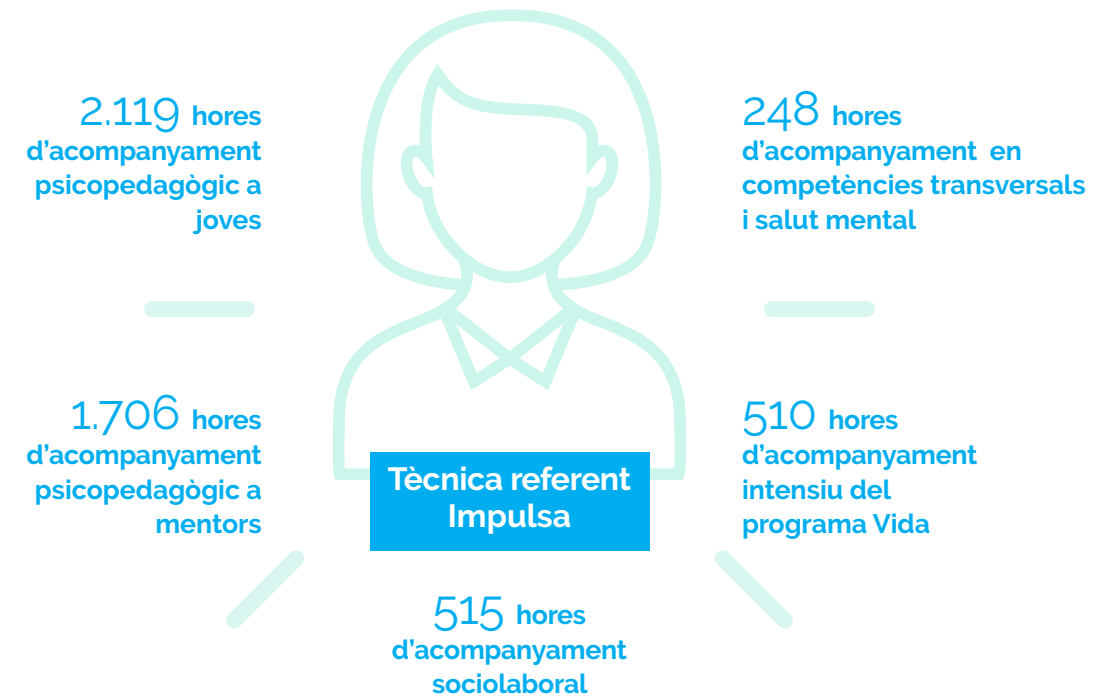 2.119 hores
d’acompanyament
psicopedagògic a
joves
248 hores
d’acompanyament en
competències transversals
i salut mental
1.706 hores
d’acompanyament
psicopedagògic a
mentors
510 hores
d’acompanyament
intensiu del
programa Vida
Tècnica referent
Impulsa
515 hores
d’acompanyament
sociolaboral